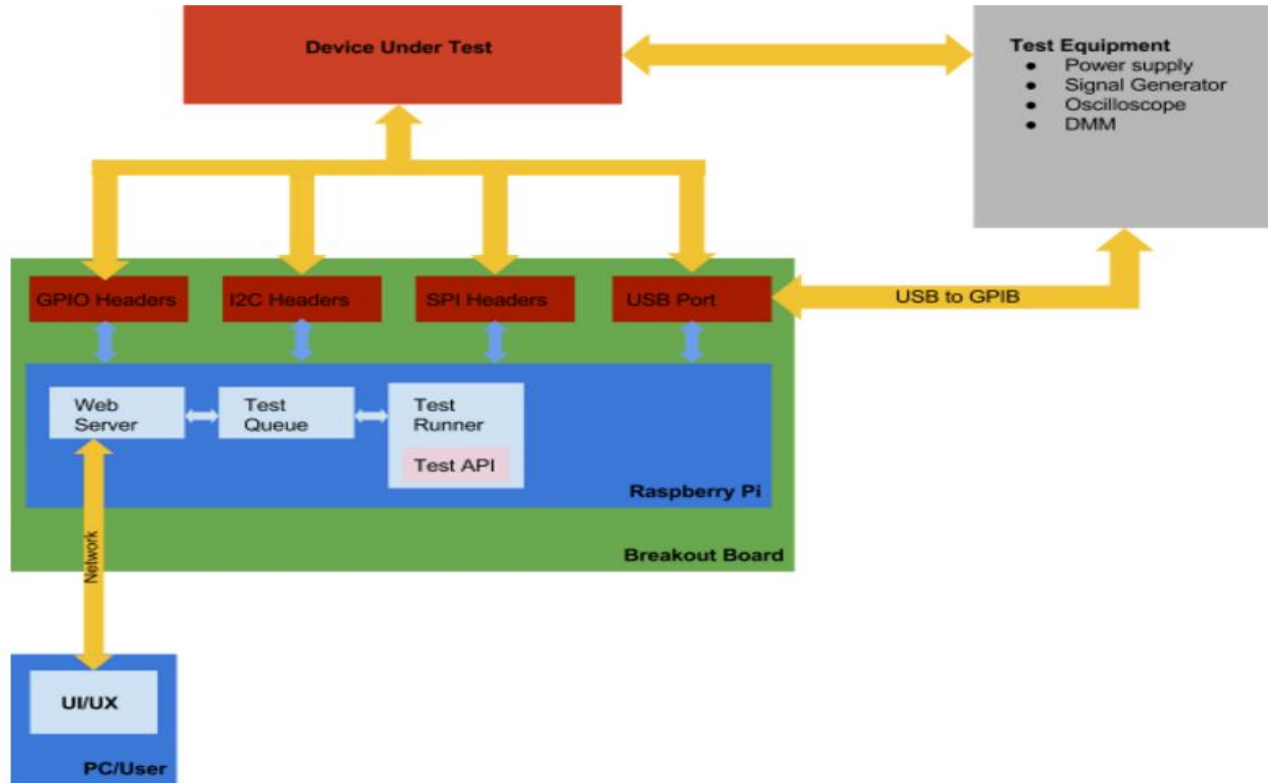 Device Under Test
Test Equipment
● Power supply
● Signal Generator
● Oscilloscope
● DMM
GPIO Headers
I2C Headers
SPI Headers
USB Port
USB to GPIB
Web
Server
Test
Queue
Test
Runner
Test API
Raspberry Pi
Breakout Board
Network
UI/UX
PC/User